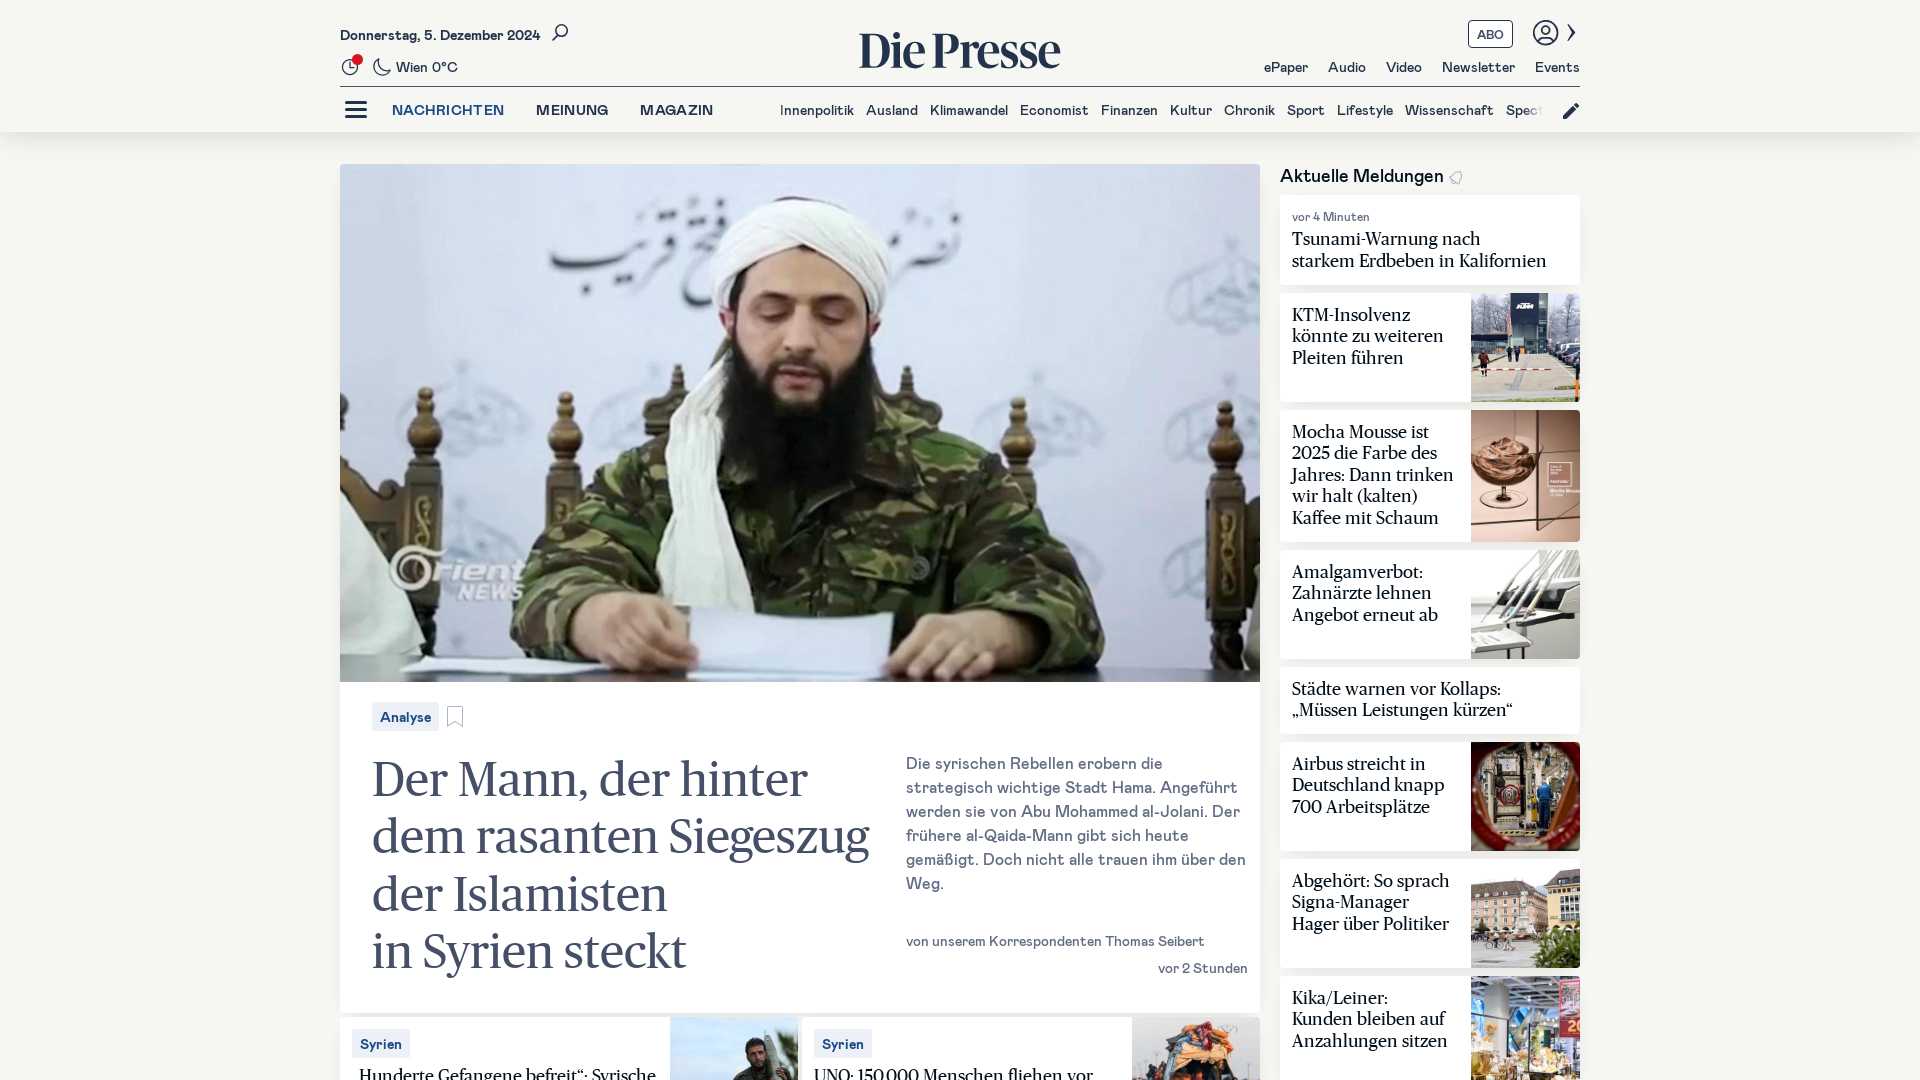 Donnerstag, 5. Dezember 2024
Wien 0°C
Die Presse
ABO
ePaper Audio Video Newsletter Events
NACHRICHTEN MEINUNG MAGAZIN
Innenpolitik Ausland Klimawandel Economist Finanzen Kultur Chronik Sport Lifestyle Wissenschaft Spect
Orient
NEWS
Analyse
Der Mann, der hinter
dem rasanten Siegeszug
der Islamisten
in Syrien steckt
Die syrischen Rebellen erobern die
strategisch wichtige Stadt Hama. Angeführt
werden sie von Abu Mohammed al-Jolani. Der
frühere al-Qaida-Mann gibt sich heute
gemäßigt. Doch nicht alle trauen ihm über den
Weg.
von unserem Korrespondenten Thomas Seibert
vor 2 Stunden
Syrien
Hunderte Gefangene befreit“: Syrische
Syrien
UNO: 150.000 Menschen fliehen vor
Aktuelle Meldungen
vor 4 Minuten
Tsunami-Warnung nach
starkem Erdbeben in Kalifornien
KTM-Insolvenz
könnte zu weiteren
Pleiten führen
KTM
Mocha Mousse ist
2025 die Farbe des
Jahres: Dann trinken
wir halt (kalten)
Kaffee mit Schaum
Amalgamverbot:
Zahnärzte lehnen
Angebot erneut ab
Städte warnen vor Kollaps:
„Müssen Leistungen kürzen“
Airbus streicht in
Deutschland knapp
700 Arbeitsplätze
Abgehört: So sprach
Signa-Manager
Hager über Politiker
Kika/Leiner:
Kunden bleiben auf
Anzahlungen sitzen